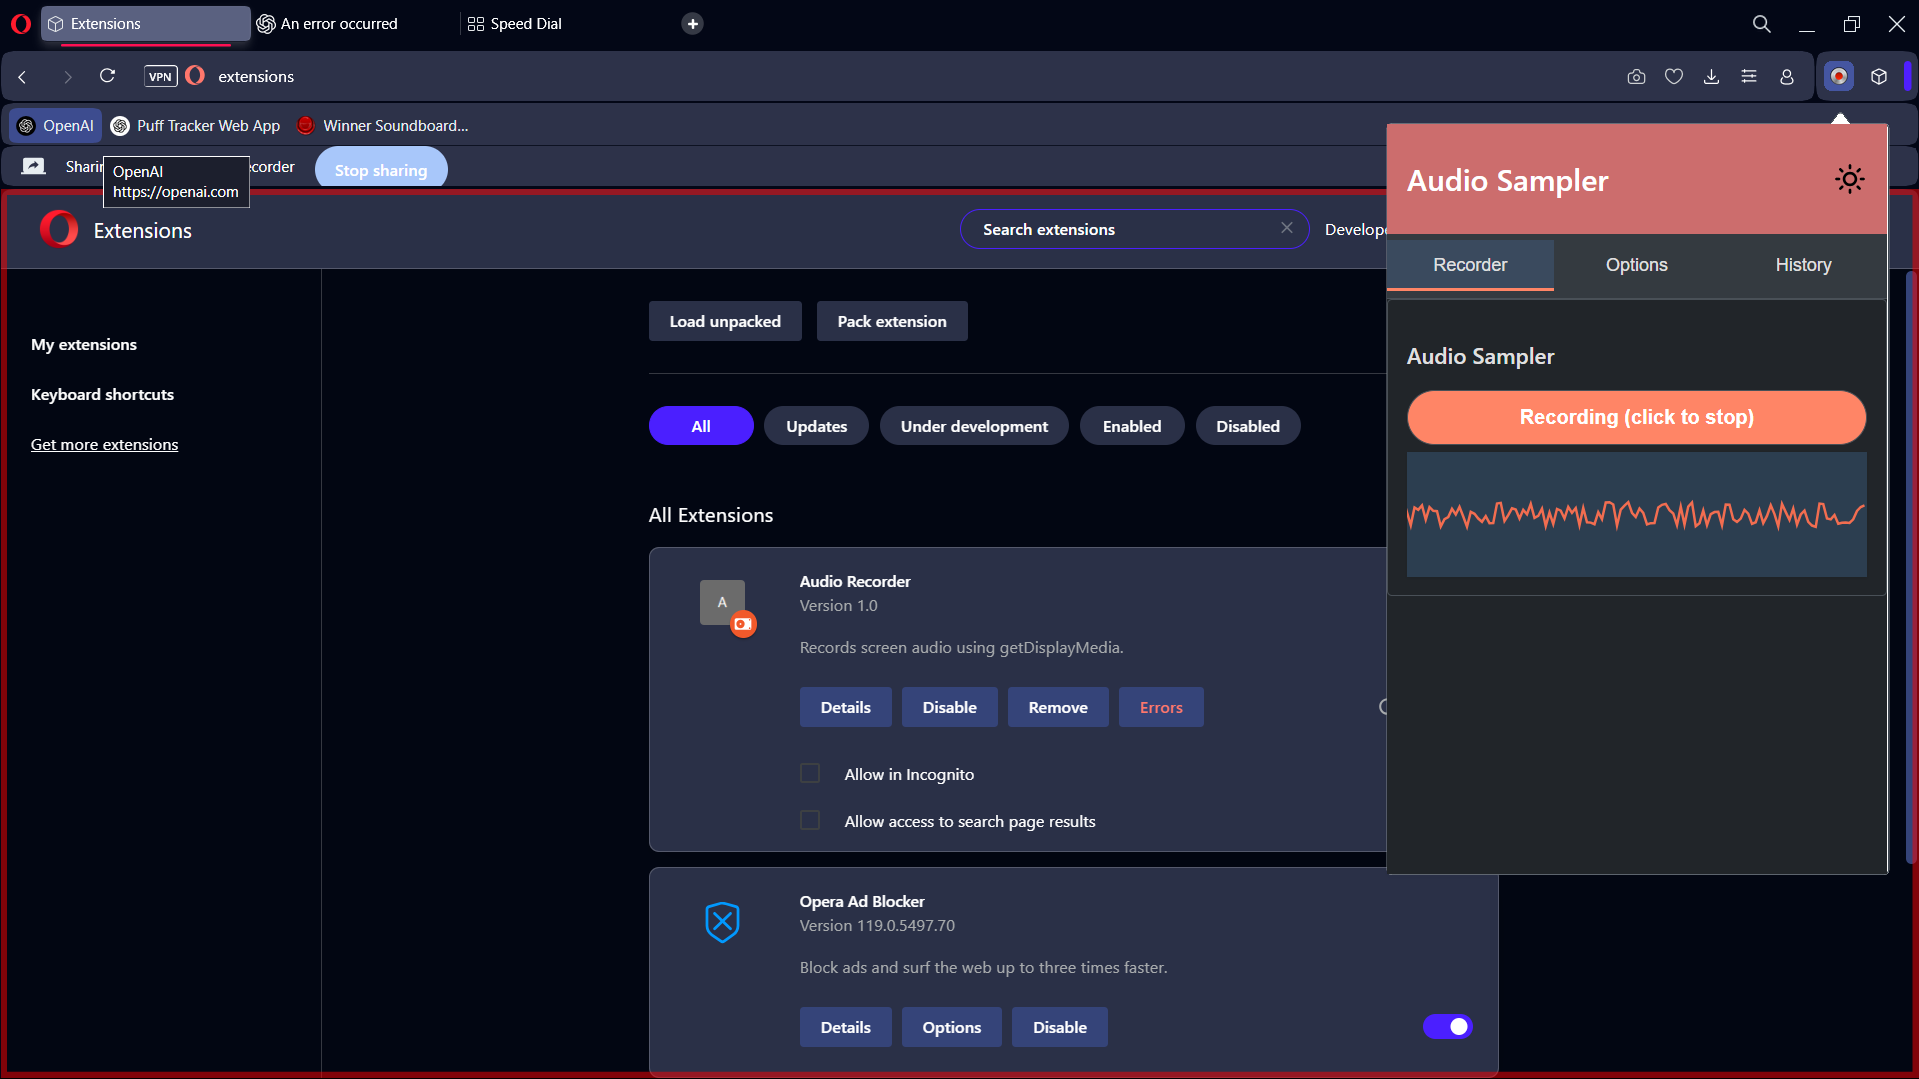 Extensions
An error occurred
Speed Dial
VPN
extensions
OpenAI
Puff Tracker Web App
Winner Soundboard...
Stop sharing
OpenAI
https://openai.com
Extensions
Search extensions
My extensions
Keyboard shortcuts
Get more extensions
Load unpacked
Pack extension
All
Updates
Under development
Enabled
Disabled
All Extensions
A
Audio Recorder
Version 1.0
Records screen audio using getDisplayMedia.
Details
Disable
Remove
Errors
Allow in Incognito
Allow access to search page results
Opera Ad Blocker
Version 119.0.5497.70
Block ads and surf the web up to three times faster.
Details
Options
Disable
Audio Sampler
Recorder
Options
History
Audio Sampler
Recording (click to stop)